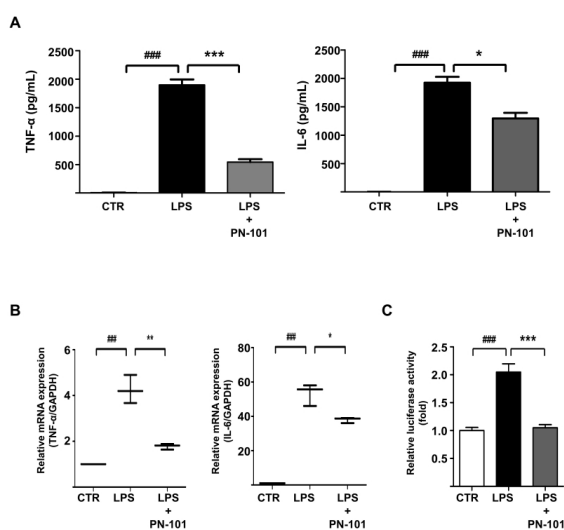 A
TNF-α (pg/mL)
2500
2000
1500
1000
500
###
***
CTR
LPS
LPS
+
PN-101
IL-6 (pg/mL)
2500
2000
1500
1000
500
###
*
CTR
LPS
LPS
+
PN-101
B
Relative mRNA expression
(TNF-α/GAPDH)
6
4
2
##
**
CTR
LPS
LPS
+
PN-101
Relative mRNA expression
(IL-6/GAPDH)
80
60
40
20
##
*
CTR
LPS
LPS
+
PN-101
C
Relative luciferase activity
(fold)
2.5
2.0
1.5
1.0
0.5
###
***
CTR
LPS
LPS
+
PN-101